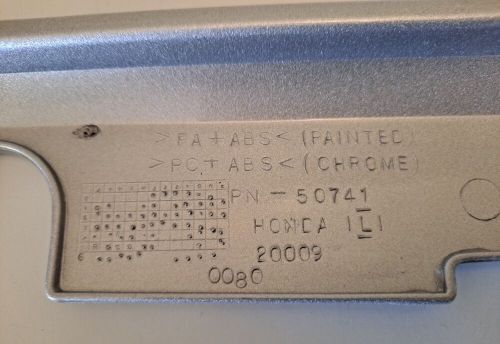 >PA+ABS< (PAINTED)
>PC+ABS< (CHROME)
PN - 50741
HONDA |L|
20009
0080